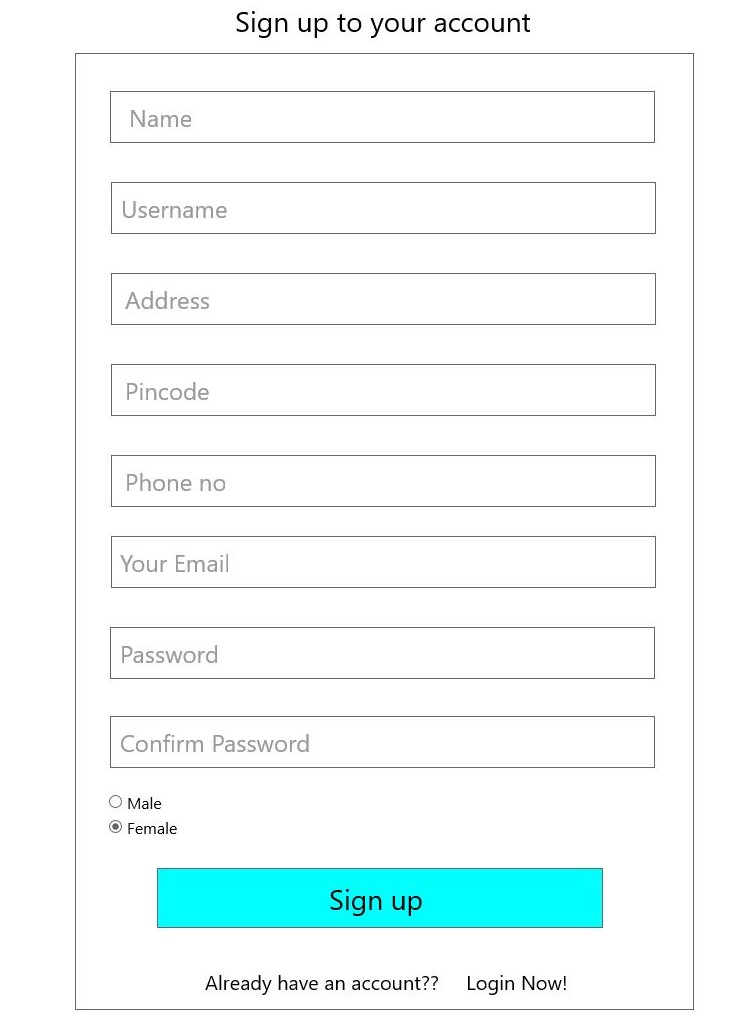 Sign up to your account
Name
Username
Address
Pincode
Phone no
Your Email
Password
Confirm Password
Male
Female
Sign up
Already have an account?? Login Now!